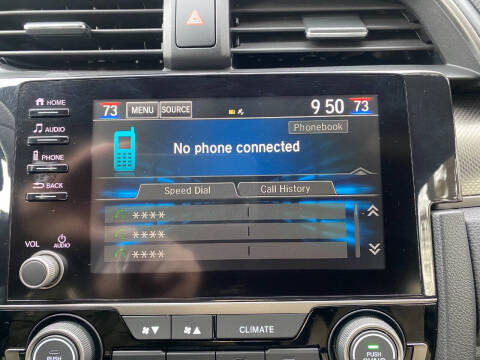 HOME
AUDIO
PHONE
BACK
VOL
AUDIO
73 MENU SOURCE 9 50 73
Phonebook
No phone connected
Speed Dial Call History
****
****
****
CLIMATE
PUSH
PUSH
SYNC